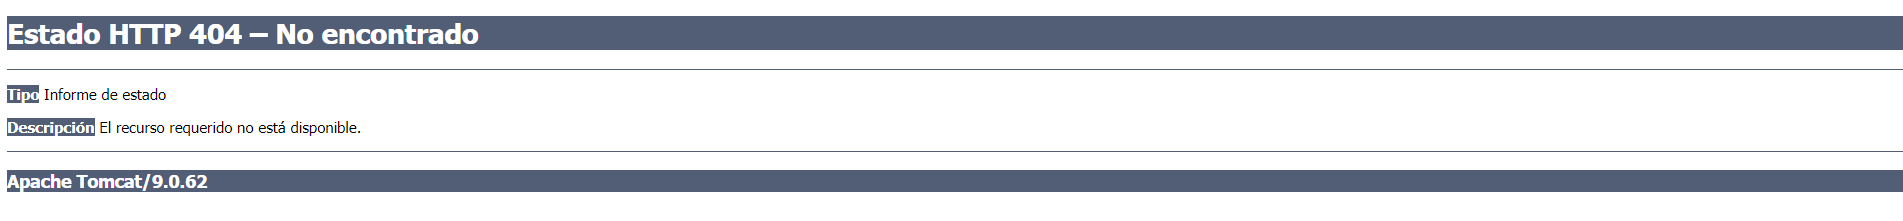 Estado HTTP 404 – No encontrado
Tipo Informe de estado
Descripción El recurso requerido no está disponible.
Apache Tomcat/9.0.62